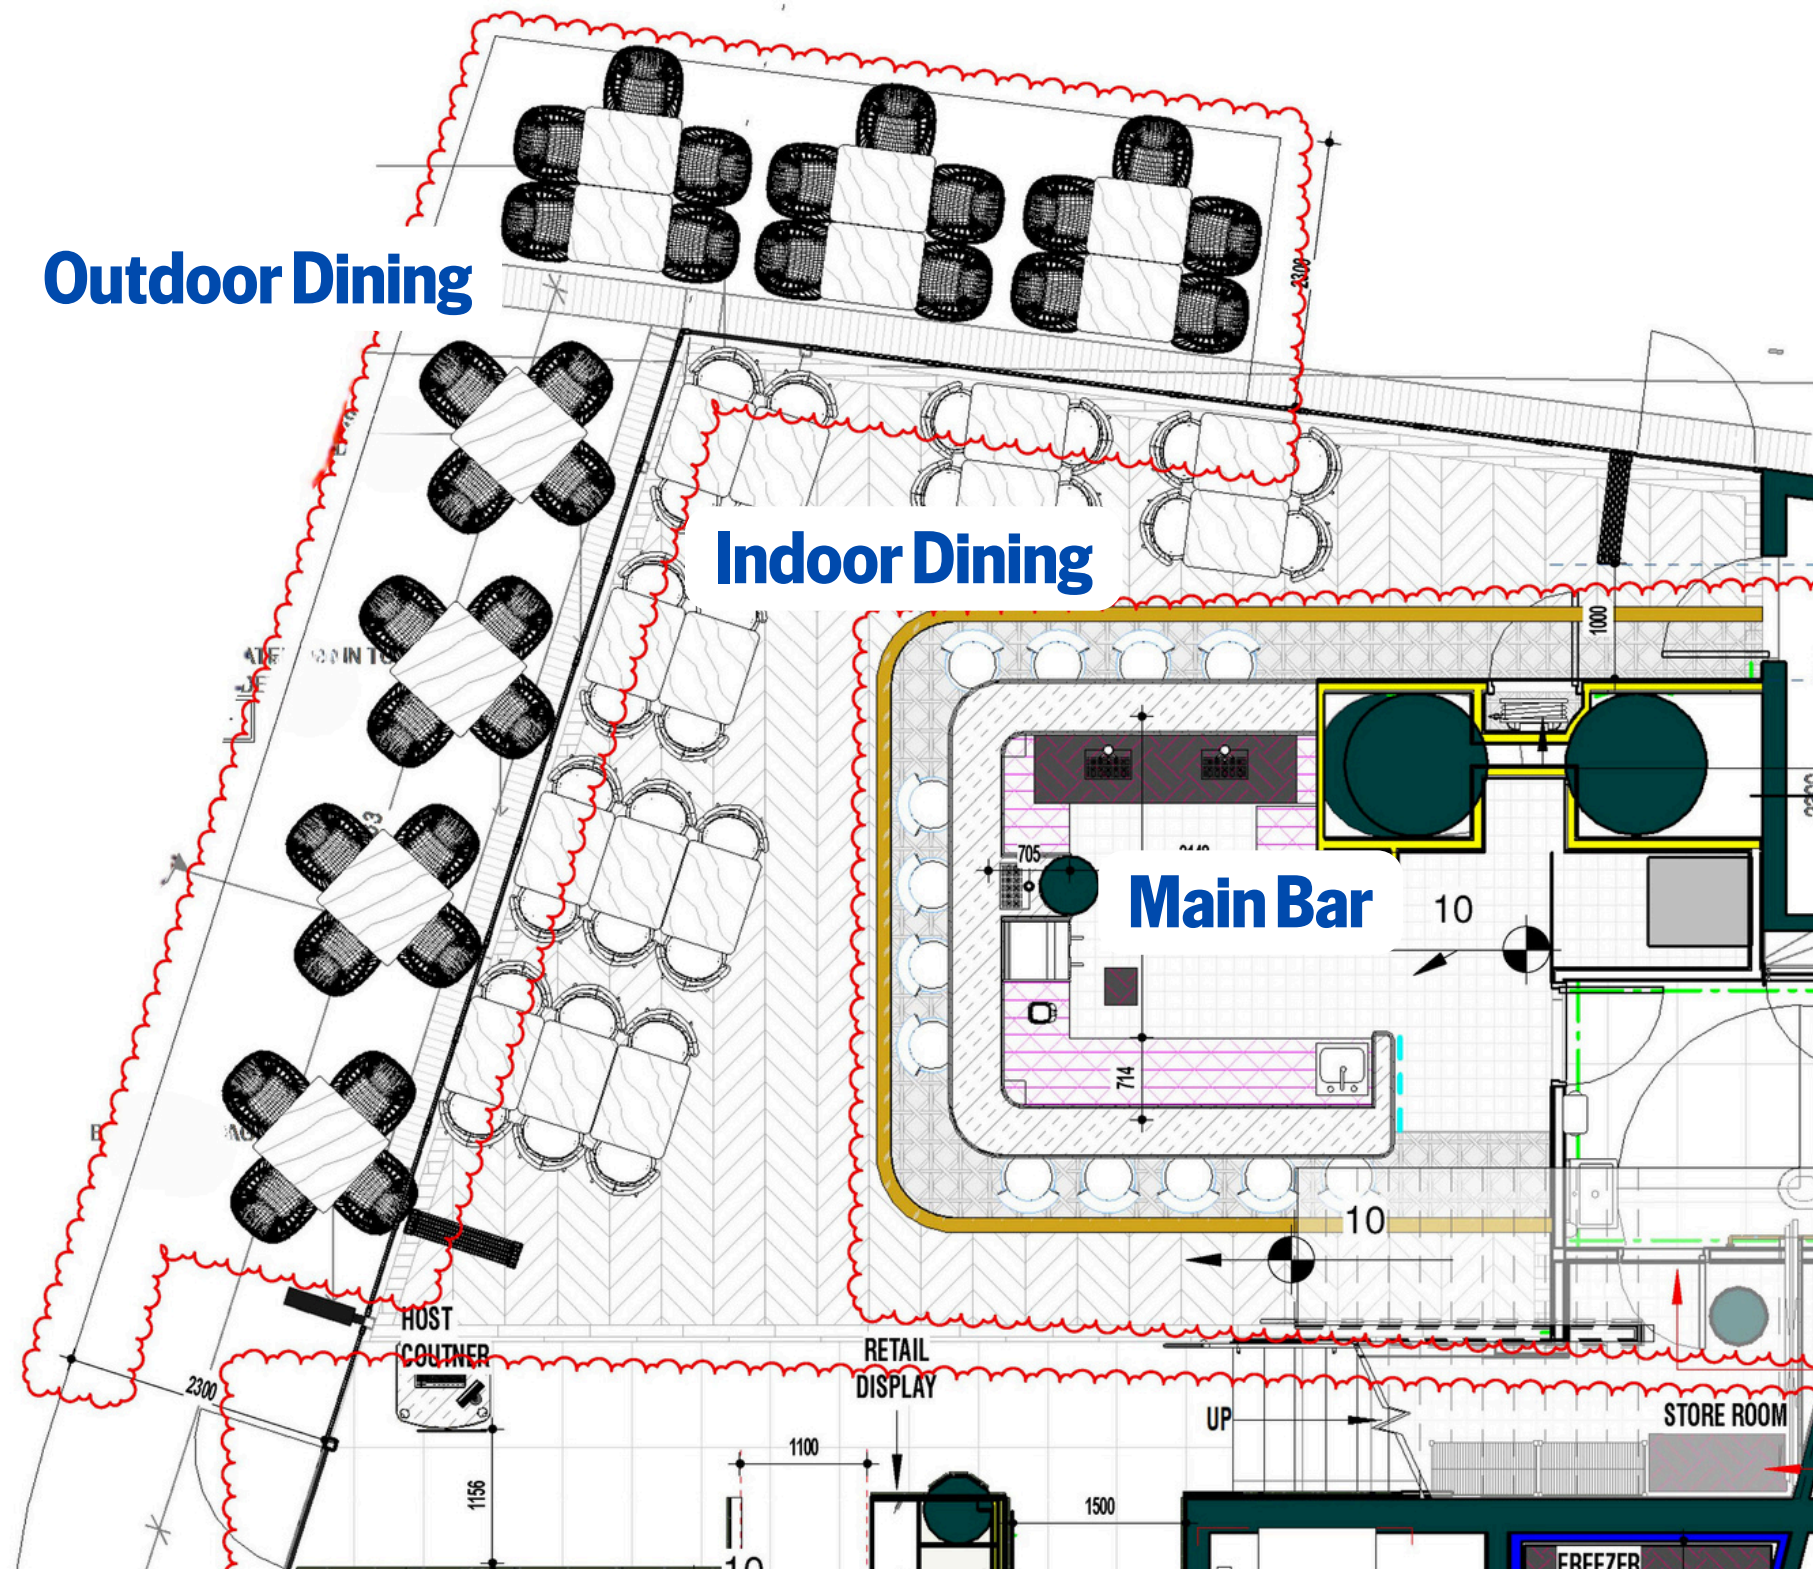 2300
Outdoor Dining
Indoor Dining
1000
705
Main Bar
10
714
10
HOST
COUTNER
RETAIL
DISPLAY
2300
UP
STORE ROOM
1100
1156
1500
10
FREEZER